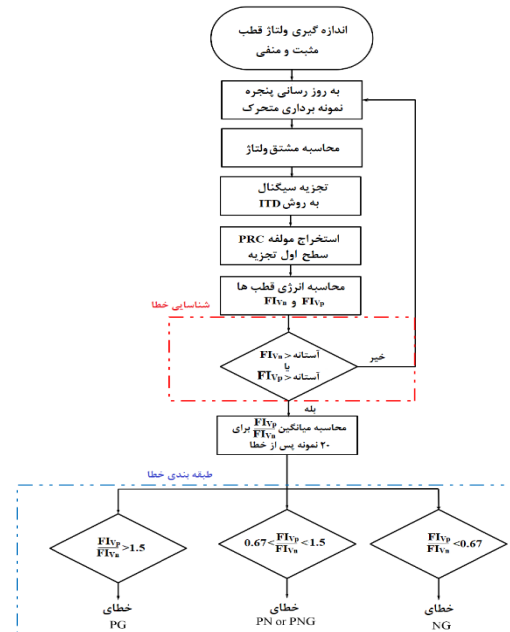 اندازه گیری ولتاژ قطب
مثبت و منفی
به روز رسانی پنجره
نمونه برداری متحرک
محاسبه مشتق ولتاژ
تجزیه سیگنال
به روش ITD
استخراج مولفه PRC
سطح اول تجزیه
محاسبه انرژی قطب ها
FIVp و FIVn
شناسایی خطا
آستانه < FIVn
یا
آستانه < FIVp
خیر
بله
محاسبه میانگین FIVp/FIVn برای
۲۰ نمونه پس از خطا
طبقه بندی خطا
FIVp/FIVn >1.5
0.67< FIVp/FIVn <1.5
FIVp/FIVn <0.67
خطای
PG
خطای
PN or PNG
خطای
NG